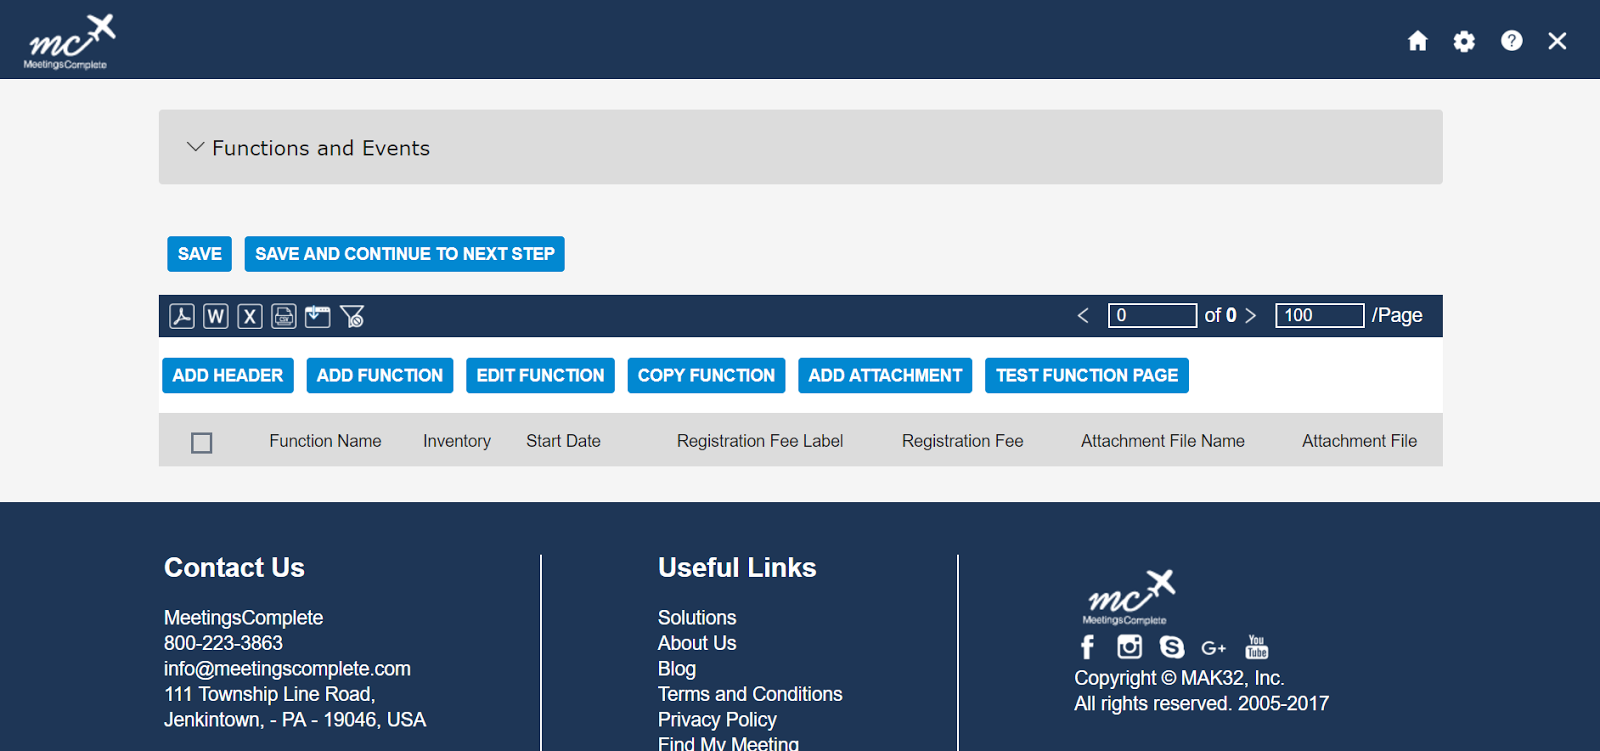 mc
MeetingsComplete
Functions and Events
SAVE SAVE AND CONTINUE TO NEXT STEP
W X CSV 0 of 0 100 /Page
ADD HEADER ADD FUNCTION EDIT FUNCTION COPY FUNCTION ADD ATTACHMENT TEST FUNCTION PAGE
Function Name Inventory Start Date Registration Fee Label Registration Fee Attachment File Name Attachment File
Contact Us
MeetingsComplete
800-223-3863
info@meetingscomplete.com
111 Township Line Road,
Jenkintown, - PA - 19046, USA
Useful Links
Solutions
About Us
Blog
Terms and Conditions
Privacy Policy
Find My Meeting
mc
MeetingsComplete
f S G+ You Tube
Copyright © MAK32, Inc.
All rights reserved. 2005-2017